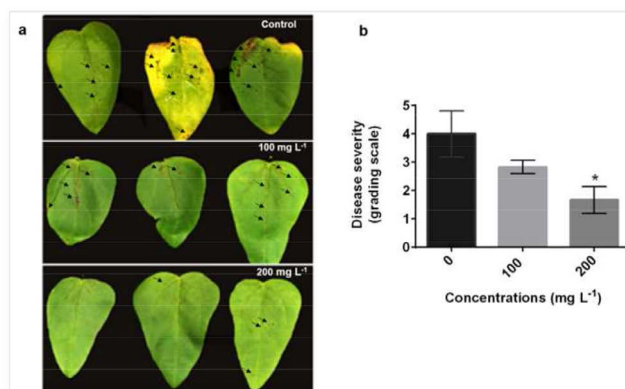 a
Control
100 mg L-1
200 mg L-1
b
5
4
3
2
1
0
Disease severity
(grading scale)
*
0
100
200
Concentrations (mg L-1)